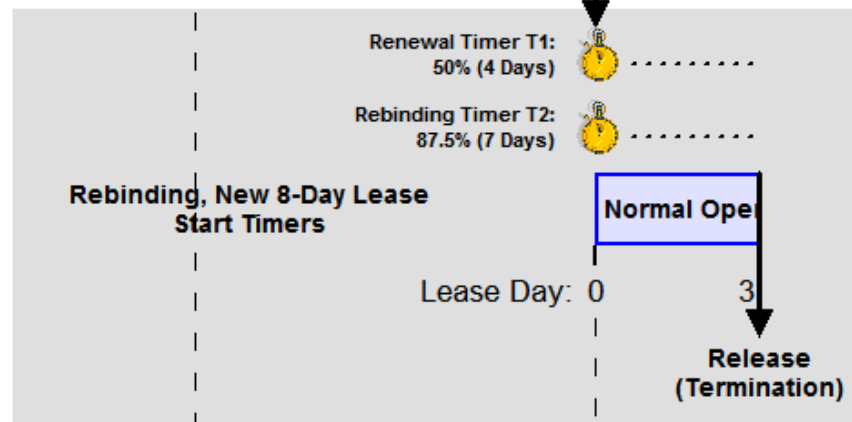 Renewal Timer T1:
50% (4 Days)
Rebinding Timer T2:
87.5% (7 Days)
Rebinding, New 8-Day Lease
Start Timers
Normal Oper
Lease Day: 0 3
Release
(Termination)